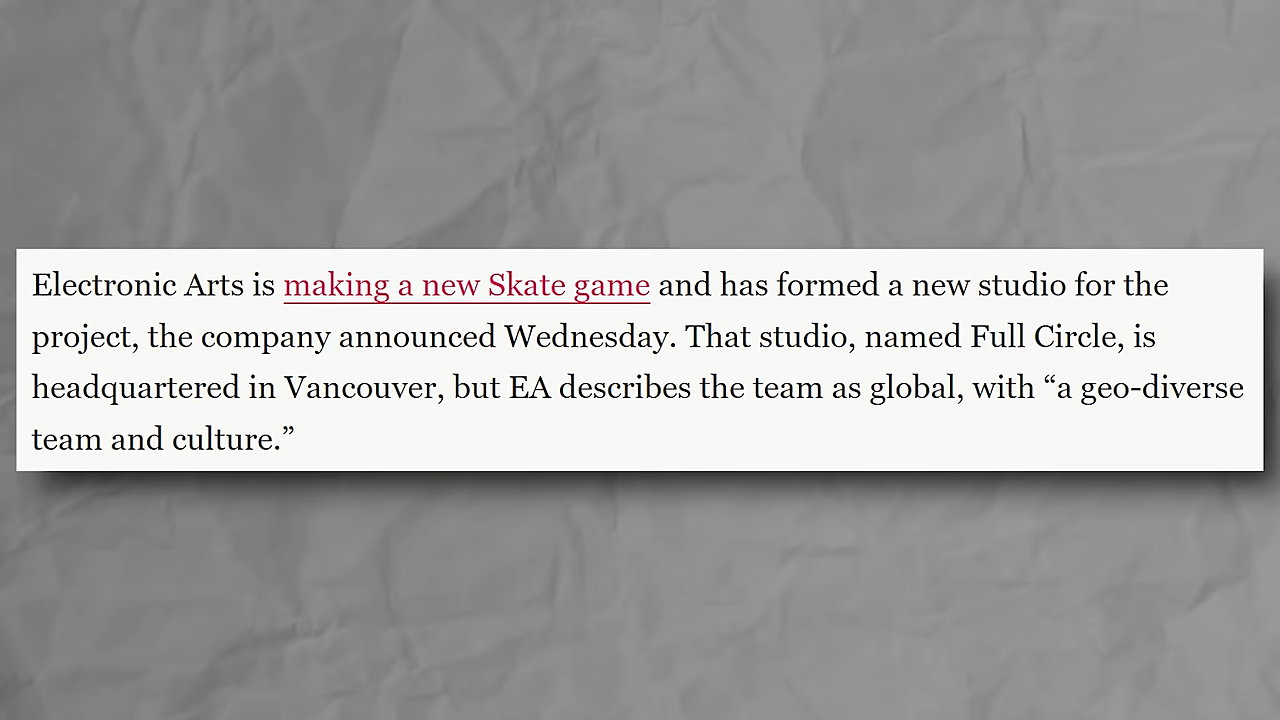 Electronic Arts is making a new Skate game and has formed a new studio for the
project, the company announced Wednesday. That studio, named Full Circle, is
headquartered in Vancouver, but EA describes the team as global, with “a geo-diverse
team and culture.”